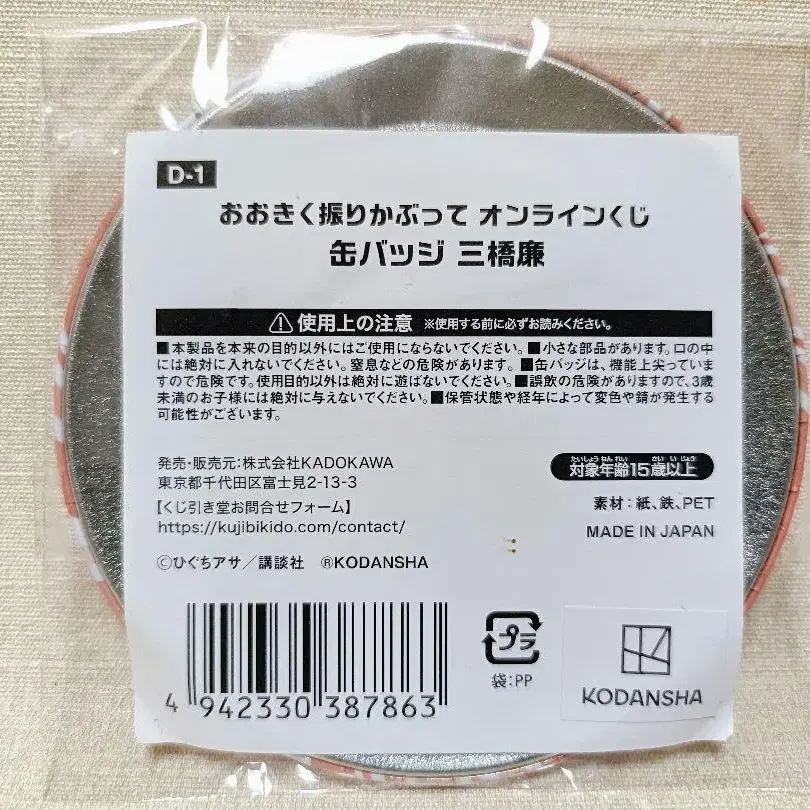 D-1
おおきく振りかぶって オンラインくじ
缶バッジ 三橋廉
⚠使用上の注意 ※使用する前に必ずお読みください。
■本製品を本来の目的以外にはご使用にならないでください。■小さな部品があります。口の中
には絶対に入れないでください。窒息などの危険があります。■缶バッジは、機能上尖っていま
すので危険です。使用目的以外は絶対に遊ばないでください。■誤飲の危険がありますので、3歳
未満のお子様には絶対に与えないでください。■保管状態や経年によって変色や錆が発生する
可能性がございます。
発売・販売元:株式会社KADOKAWA
東京都千代田区富士見2-13-3
【くじ引き堂お問合せフォーム】
https://kujibikido.com/contact/
©ひぐちアサ/講談社 ®KODANSHA
たいしょうねんれい さいいじょう
対象年齢15歳以上
素材:紙、鉄、PET
MADE IN JAPAN
4 942330 387863
プラ
袋:PP
KODANSHA